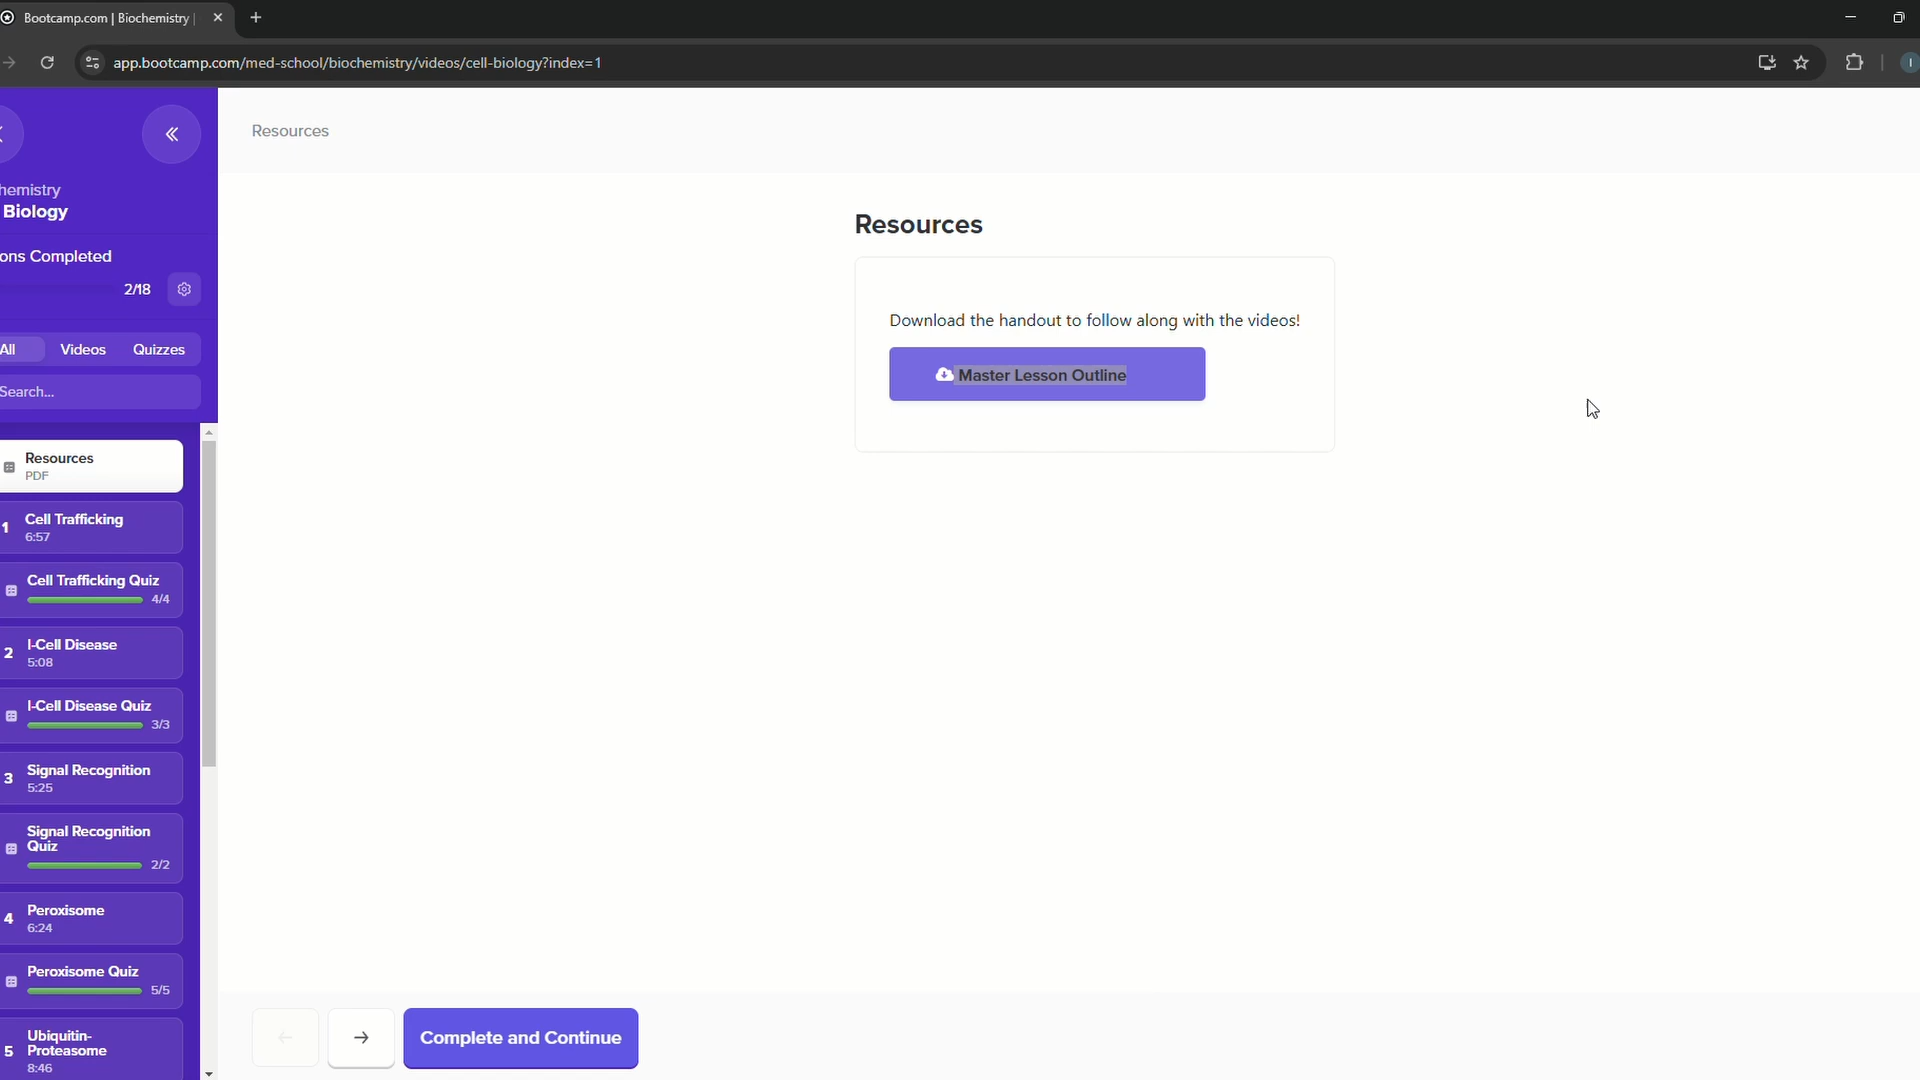 Bootcamp.com | Biochemistry |
app.bootcamp.com/med-school/biochemistry/videos/cell-biology?index=1
I
Resources
hemistry
Biology
ons Completed
2/18
All Videos Quizzes
Search...
Resources
PDF
1 Cell Trafficking
6:57
Cell Trafficking Quiz
4/4
2 I-Cell Disease
5:08
I-Cell Disease Quiz
3/3
3 Signal Recognition
5:25
Signal Recognition
Quiz
2/2
4 Peroxisome
6:24
Peroxisome Quiz
5/5
5 Ubiquitin-
Proteasome
8:46
Resources
Download the handout to follow along with the videos!
Master Lesson Outline
Complete and Continue